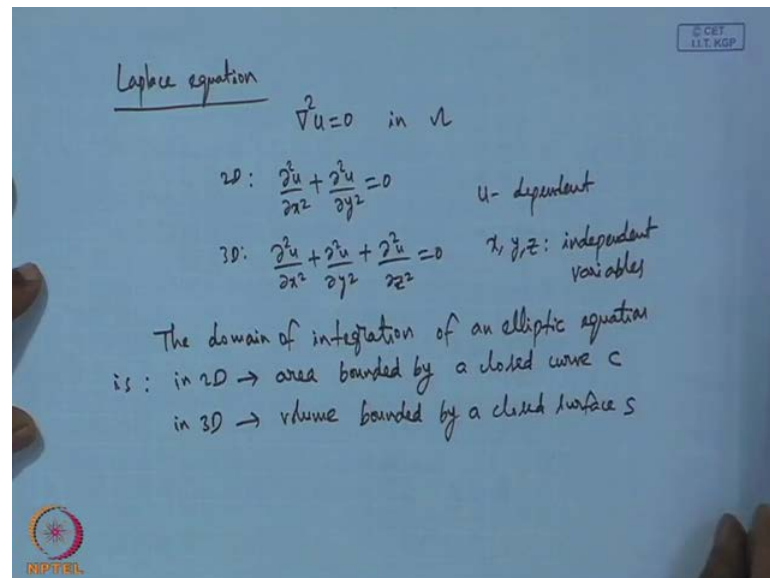 © CET
I.I.T. KGP
Laplace equation
∇²u=0 in Ω
2D: ∂²u/∂x² + ∂²u/∂y² =0
u- dependent
3D: ∂²u/∂x² + ∂²u/∂y² + ∂²u/∂z² =0
x, y, z: independent
variables
The domain of integration of an elliptic equation
is: in 2D → area bounded by a closed curve C
in 3D → volume bounded by a closed surface S
NPTEL